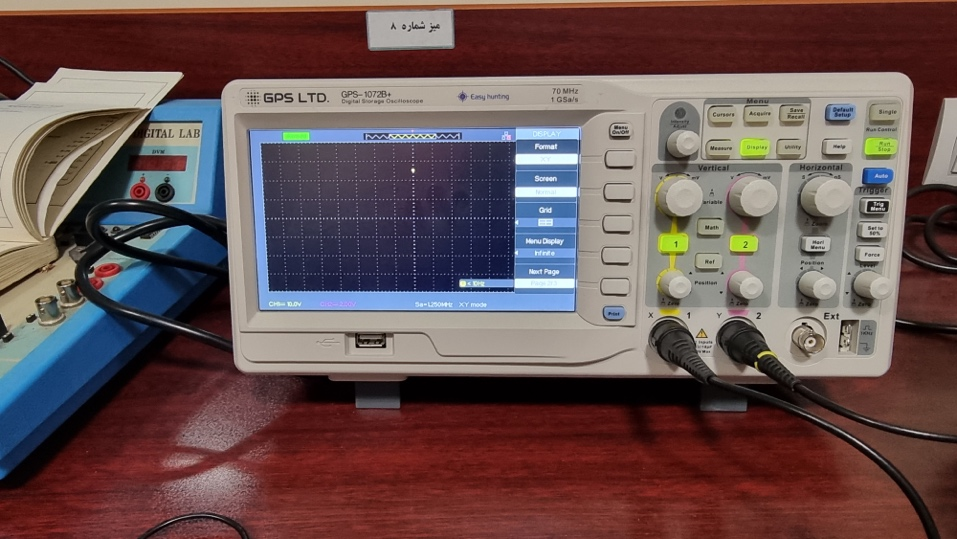 میز شماره ۸
GPS LTD.
GPS-1072B+
Digital Storage Oscilloscope
Easy hunting
70 MHz
1 GSa/s
DIGITAL LAB
DVM
DISPLAY
Format
XY
Screen
Normal
Grid
Menu Display
Infinite
Next Page
CH1= 10.0V
Sa=1.250MHz
XY mode
Menu
On/Off
Print
Intensity
Adjust
Menu
Cursors
Acquire
Save
Recall
Measure
Display
Utility
Default
Setup
Help
Single
Run Control
Run
Stop
Auto
Vertical
Horizontal
Trigger
Variable
Math
1
2
Ref
Position
Hori
Menu
Position
Trig
Menu
Set to
50%
Force
Level
X
1
Y
2
Ext